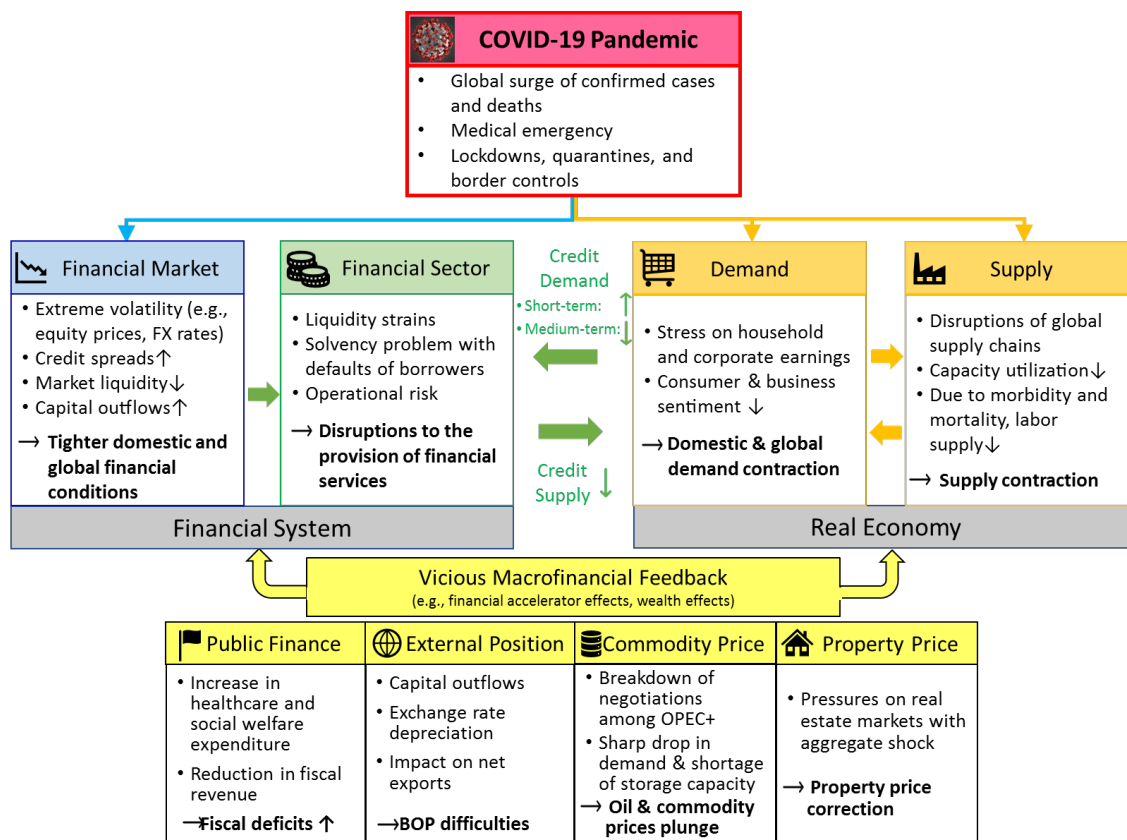 COVID-19 Pandemic
• Global surge of confirmed cases
and deaths
• Medical emergency
• Lockdowns, quarantines, and
border controls
Financial Market
• Extreme volatility (e.g.,
equity prices, FX rates)
• Credit spreads↑
• Market liquidity↓
• Capital outflows↑
→ Tighter domestic and
global financial
conditions
Financial Sector
• Liquidity strains
• Solvency problem with
defaults of borrowers
• Operational risk
→ Disruptions to the
provision of financial
services
Financial System
Credit
Demand
• Short-term: ↑
• Medium-term: ↓
Credit
Supply ↓
Demand
• Stress on household
and corporate earnings
• Consumer & business
sentiment ↓
→ Domestic & global
demand contraction
Supply
• Disruptions of global
supply chains
• Capacity utilization↓
• Due to morbidity and
mortality, labor
supply↓
→ Supply contraction
Real Economy
Vicious Macrofinancial Feedback
(e.g., financial accelerator effects, wealth effects)
Public Finance
• Increase in
healthcare and
social welfare
expenditure
• Reduction in fiscal
revenue
→Fiscal deficits ↑
External Position
• Capital outflows
• Exchange rate
depreciation
• Impact on net
exports
→BOP difficulties
Commodity Price
• Breakdown of
negotiations
among OPEC+
• Sharp drop in
demand & shortage
of storage capacity
→ Oil & commodity
prices plunge
Property Price
• Pressures on real
estate markets with
aggregate shock
→ Property price
correction